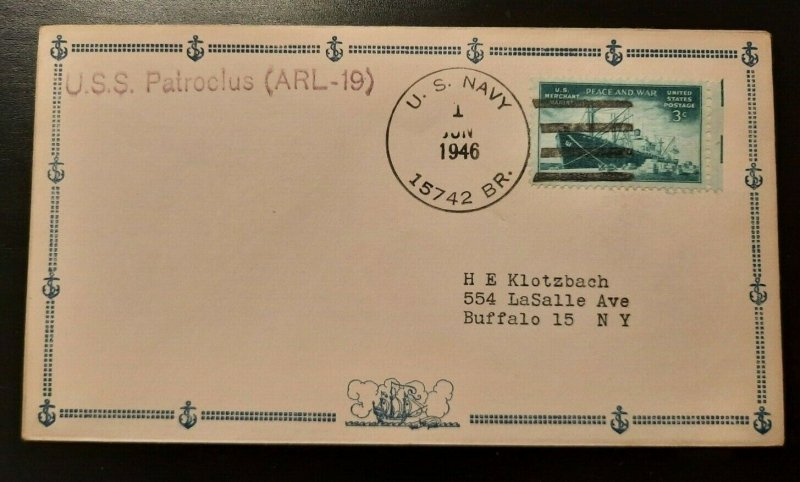 U.S.S. Patroclus (ARL-19)
U. S. NAVY
1
JUN
1946
15742 BR.
U.S. MERCHANT MARINE
PEACE AND WAR
UNITED STATES POSTAGE
3¢
H E Klotzbach
554 LaSalle Ave
Buffalo 15 N Y